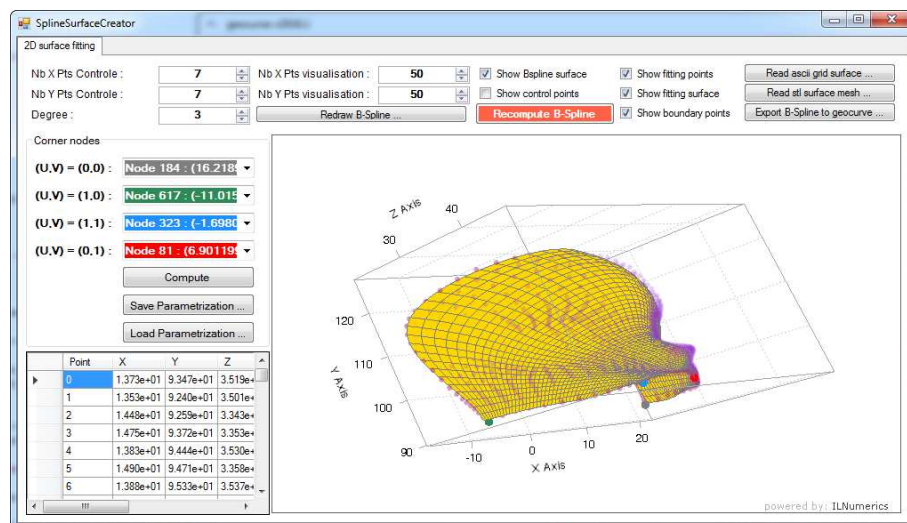 SplineSurfaceCreator
2D surface fitting
Nb X Pts Controle : 7 Nb X Pts visualisation : 50 Show Bspline surface Show fitting points Read ascii grid surface ...
Nb Y Pts Controle : 7 Nb Y Pts visualisation : 50 Show control points Show fitting surface Read stl surface mesh ...
Degree : 3 Redraw B-Spline ... Recompute B-Spline Show boundary points Export B-Spline to geocurve ...
Corner nodes
(U,V) = (0,0) : Node 184 : (16.218
(U,V) = (1,0) : Node 617 : (-11.015
(U,V) = (1,1) : Node 323 : (-1.698
(U,V) = (0,1) : Node 81 : (6.90119
Compute
Save Parametrization ...
Load Parametrization ...
Point X Y Z
0 1.373e+01 9.347e+01 3.519e+
1 1.353e+01 9.240e+01 3.501e+
2 1.448e+01 9.259e+01 3.343e+
3 1.475e+01 9.372e+01 3.353e+
4 1.383e+01 9.444e+01 3.530e+
5 1.490e+01 9.471e+01 3.358e+
6 1.388e+01 9.533e+01 3.537e+
Z Axis
40
30
120
110
100
90
Y Axis
-10 0 10 20
X Axis
powered by: ILNumerics